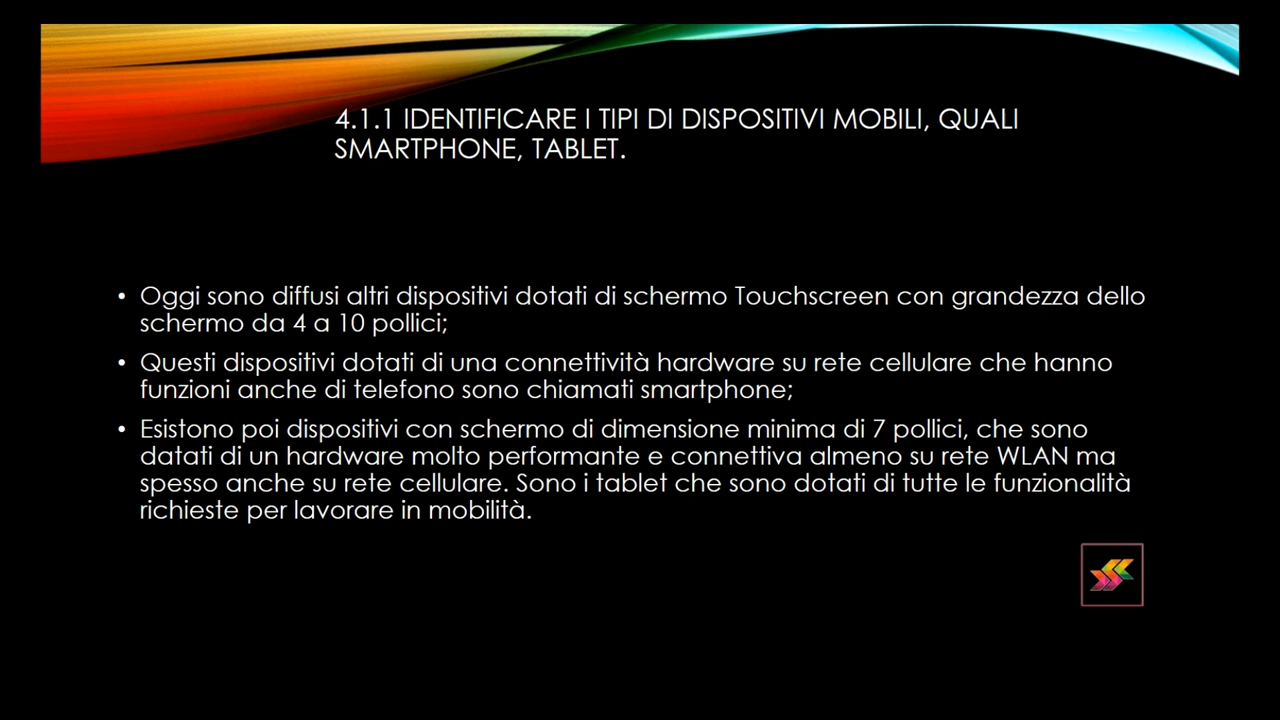 4.1.1 IDENTIFICARE I TIPI DI DISPOSITIVI MOBILI, QUALI
SMARTPHONE, TABLET.
• Oggi sono diffusi altri dispositivi dotati di schermo Touchscreen con grandezza dello
schermo da 4 a 10 pollici;
• Questi dispositivi dotati di una connettività hardware su rete cellulare che hanno
funzioni anche di telefono sono chiamati smartphone;
• Esistono poi dispositivi con schermo di dimensione minima di 7 pollici, che sono
datati di un hardware molto performante e connettiva almeno su rete WLAN ma
spesso anche su rete cellulare. Sono i tablet che sono dotati di tutte le funzionalità
richieste per lavorare in mobilità.